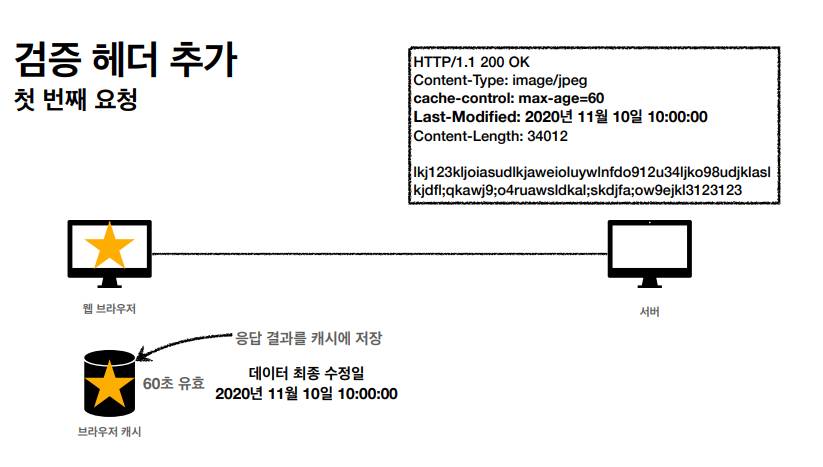 검증 헤더 추가
첫 번째 요청
HTTP/1.1 200 OK
Content-Type: image/jpeg
cache-control: max-age=60
Last-Modified: 2020년 11월 10일 10:00:00
Content-Length: 34012
lkj123kljoiasudlkjaweioluywlnfdo912u34ljko98udjklasl
kjdfl;qkawj9;o4ruawsldkal;skdjfa;ow9ejkl3123123
웹 브라우저
서버
응답 결과를 캐시에 저장
60초 유효
데이터 최종 수정일
2020년 11월 10일 10:00:00
브라우저 캐시